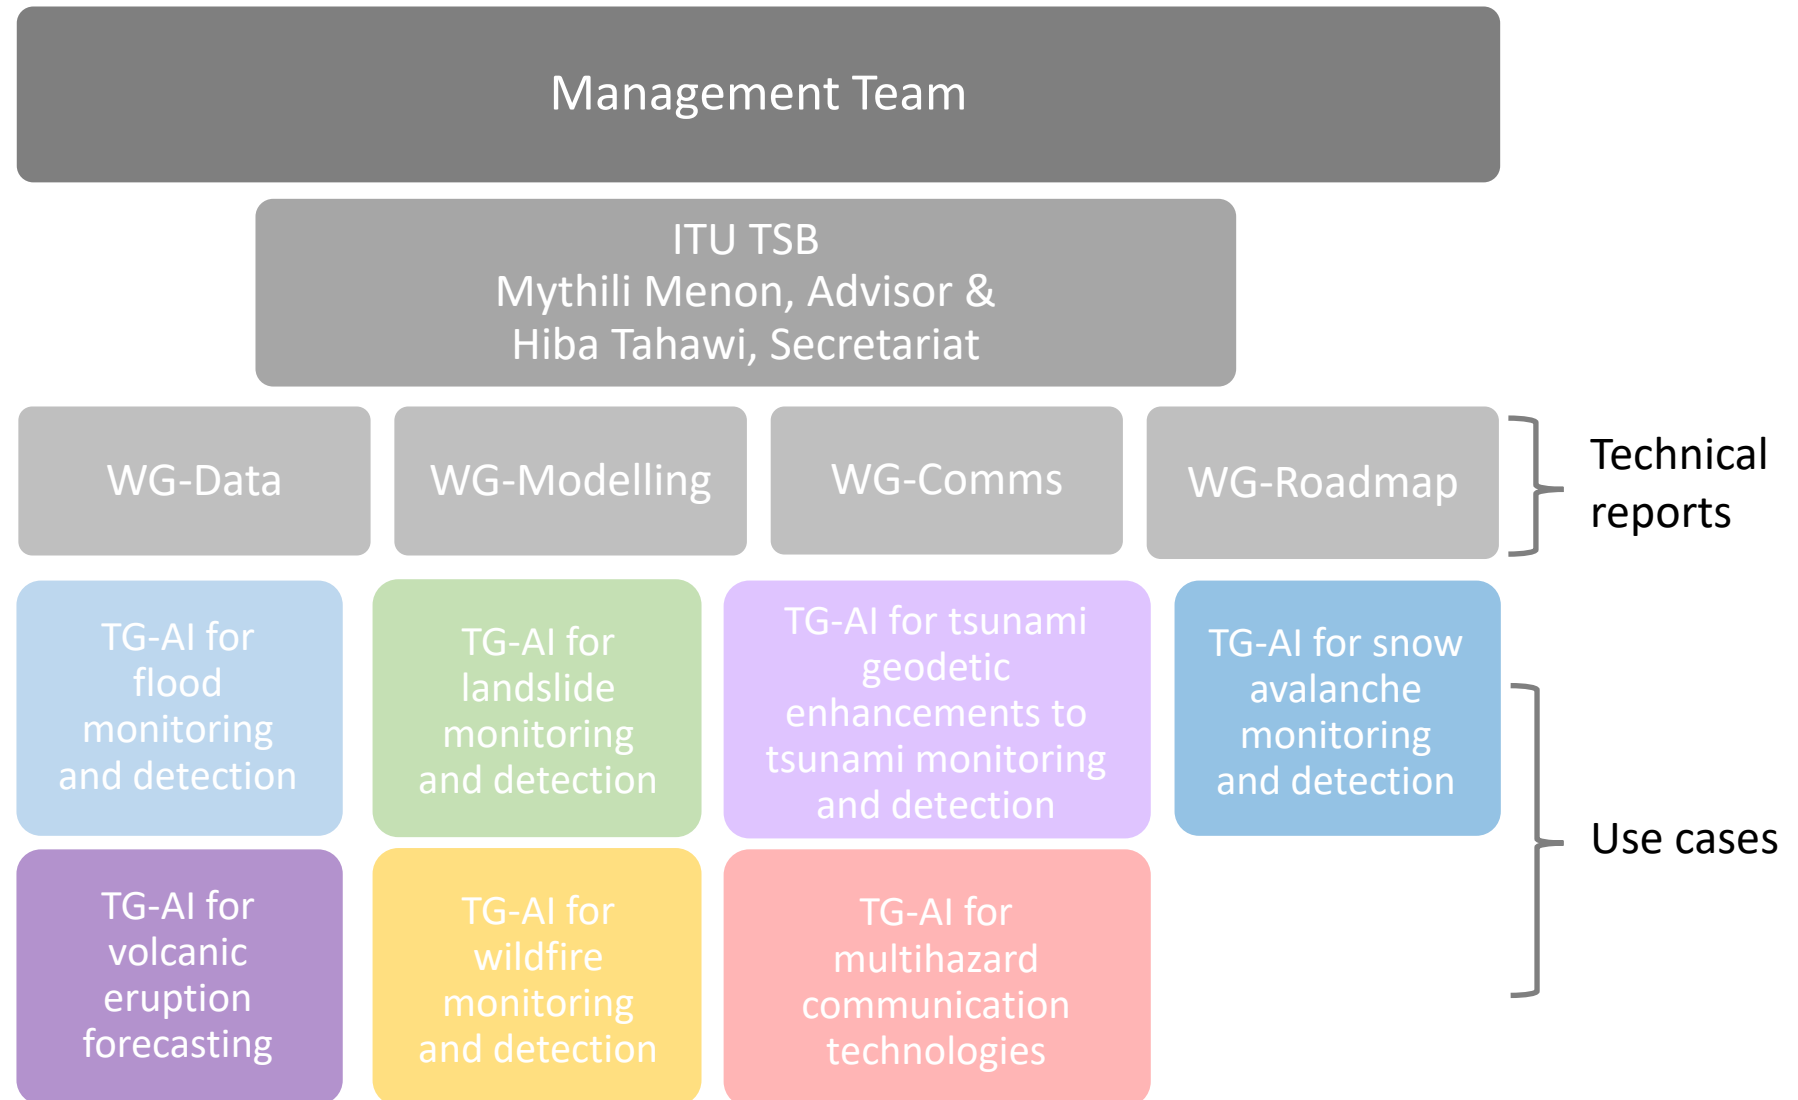 Management Team
ITU TSB
Mythili Menon, Advisor &
Hiba Tahawi, Secretariat
WG-Data
WG-Modelling
WG-Comms
WG-Roadmap
Technical
reports
TG-AI for
flood
monitoring
and detection
TG-AI for
landslide
monitoring
and detection
TG-AI for tsunami
geodetic
enhancements to
tsunami monitoring
and detection
TG-AI for snow
avalanche
monitoring
and detection
Use cases
TG-AI for
volcanic
eruption
forecasting
TG-AI for
wildfire
monitoring
and detection
TG-AI for
multihazard
communication
technologies